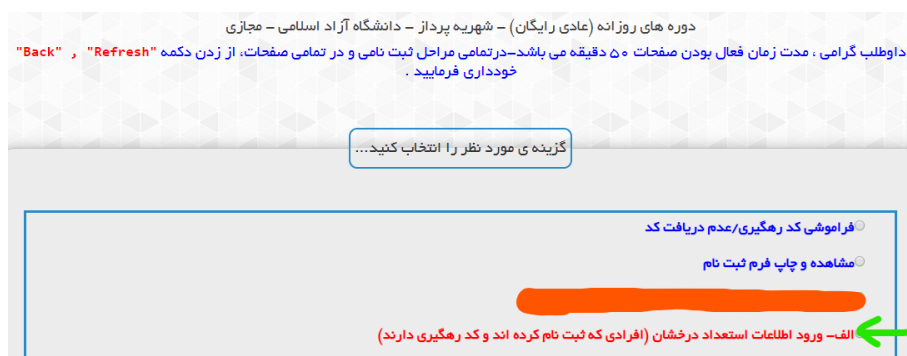 دوره های روزانه (عادی رایگان) – شهریه پرداز – دانشگاه آزاد اسلامی – مجازی
داوطلب گرامی ، مدت زمان فعال بودن صفحات ۵۰ دقیقه می باشد-درتمامی مراحل ثبت نامی و در تمامی صفحات، از زدن دکمه "Back" , "Refresh"
خودداری فرمایید .
گزینه ی مورد نظر را انتخاب کنید...
فراموشی کد رهگیری/عدم دریافت کد
مشاهده و چاپ فرم ثبت نام
الف- ورود اطلاعات استعداد درخشان (افرادی که ثبت نام کرده اند و کد رهگیری دارند)